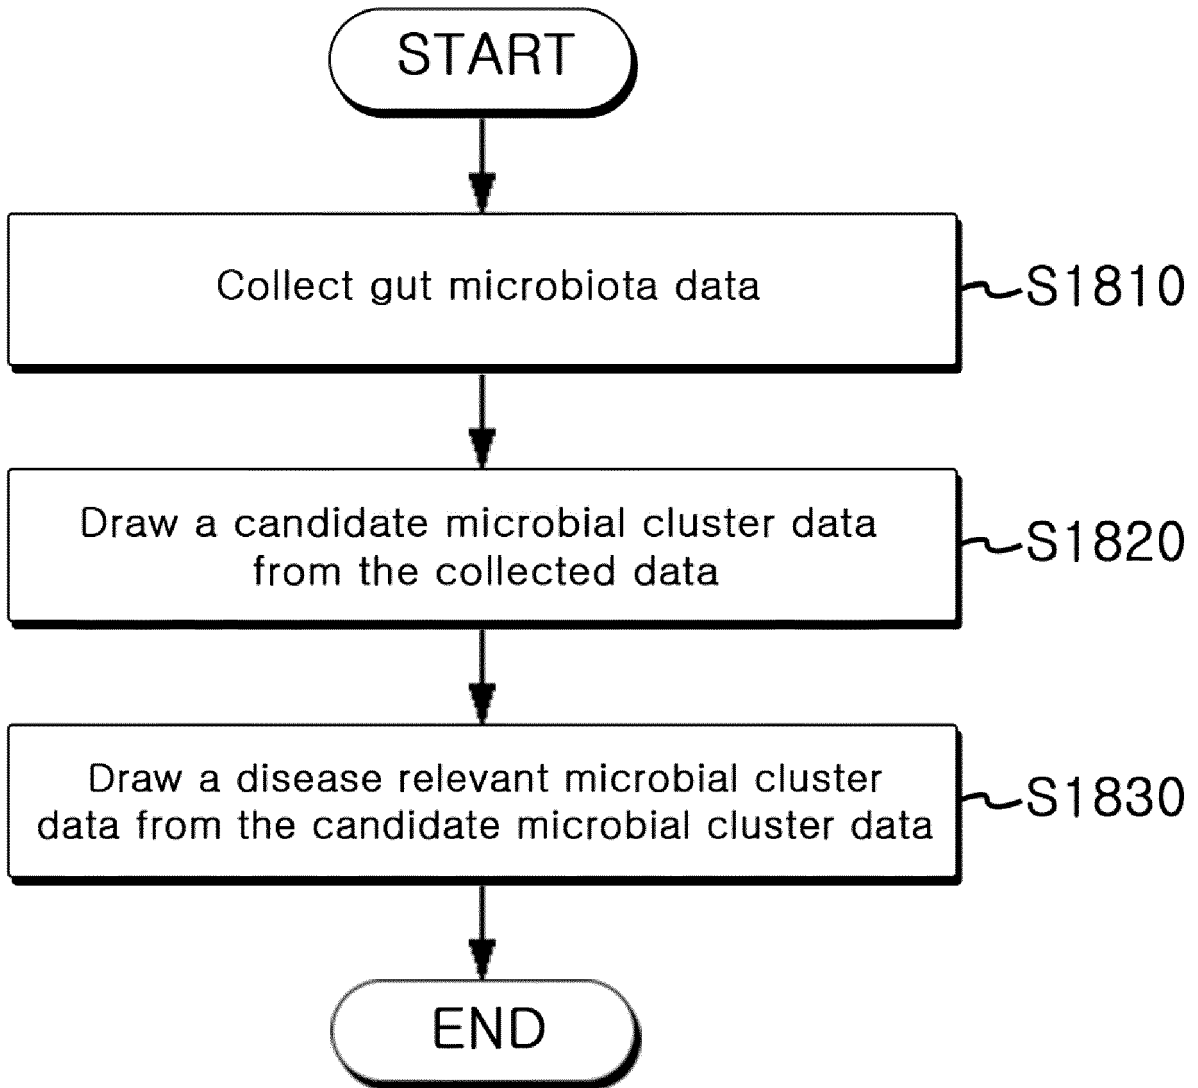 START
Collect gut microbiota data
S1810
Draw a candidate microbial cluster data
from the collected data
S1820
Draw a disease relevant microbial cluster
data from the candidate microbial cluster data
S1830
END